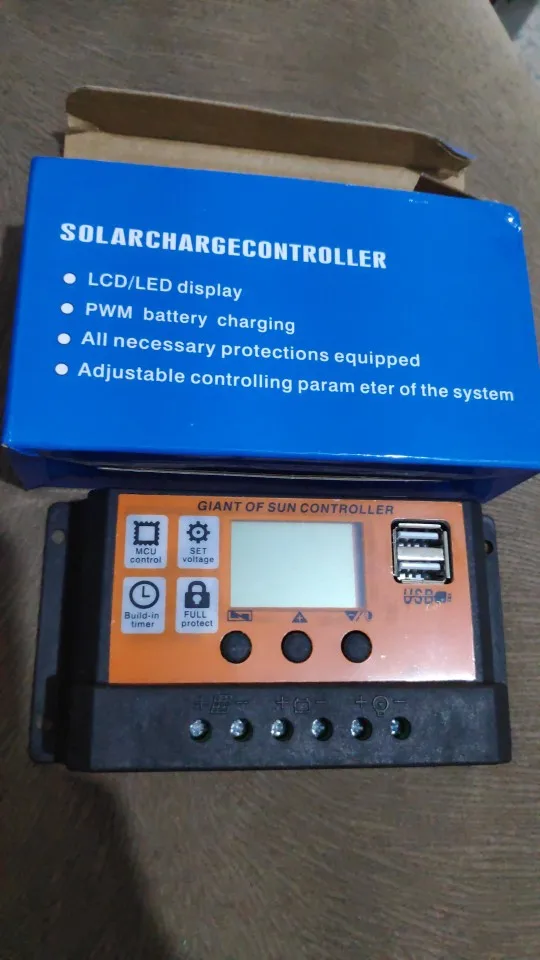 SOLARCHARGECONTROLLER
LCD/LED display
PWM battery charging
All necessary protections equipped
Adjustable controlling param eter of the system
GIANT OF SUN CONTROLLER
MCU
control
SET
voltage
Build-in
timer
FULL
protect
USB
+ − + − + −